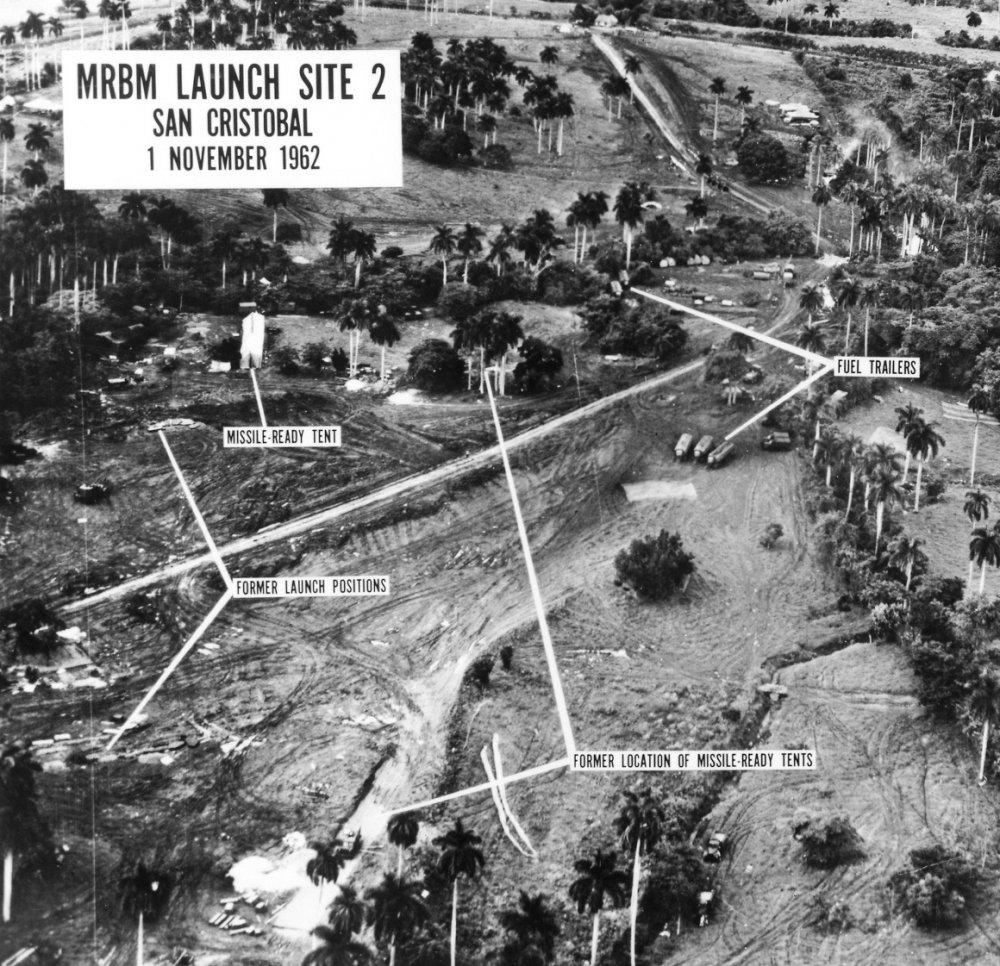 MRBM LAUNCH SITE 2
SAN CRISTOBAL
1 NOVEMBER 1962
FUEL TRAILERS
MISSILE-READY TENT
FORMER LAUNCH POSITIONS
FORMER LOCATION OF MISSILE-READY TENTS